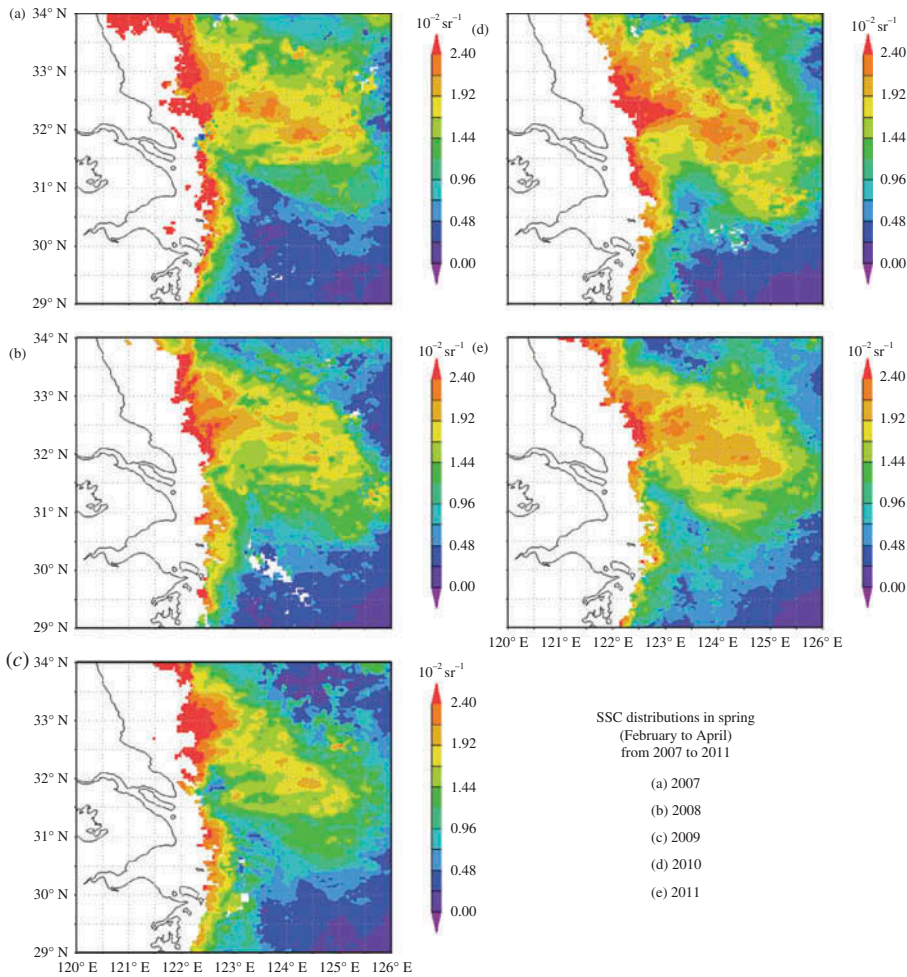 (a)
34° N
33° N
32° N
31° N
30° N
29° N
10⁻² sr⁻¹
2.40
1.92
1.44
0.96
0.48
0.00
(d)
10⁻² sr⁻¹
2.40
1.92
1.44
0.96
0.48
0.00
(b)
34° N
33° N
32° N
31° N
30° N
29° N
10⁻² sr⁻¹
2.40
1.92
1.44
0.96
0.48
0.00
(e)
10⁻² sr⁻¹
2.40
1.92
1.44
0.96
0.48
0.00
120° E 121° E 122° E 123° E 124° E 125° E 126° E
(c)
34° N
33° N
32° N
31° N
30° N
29° N
120° E 121° E 122° E 123° E 124° E 125° E 126° E
10⁻² sr⁻¹
2.40
1.92
1.44
0.96
0.48
0.00
SSC distributions in spring
(February to April)
from 2007 to 2011
(a) 2007
(b) 2008
(c) 2009
(d) 2010
(e) 2011